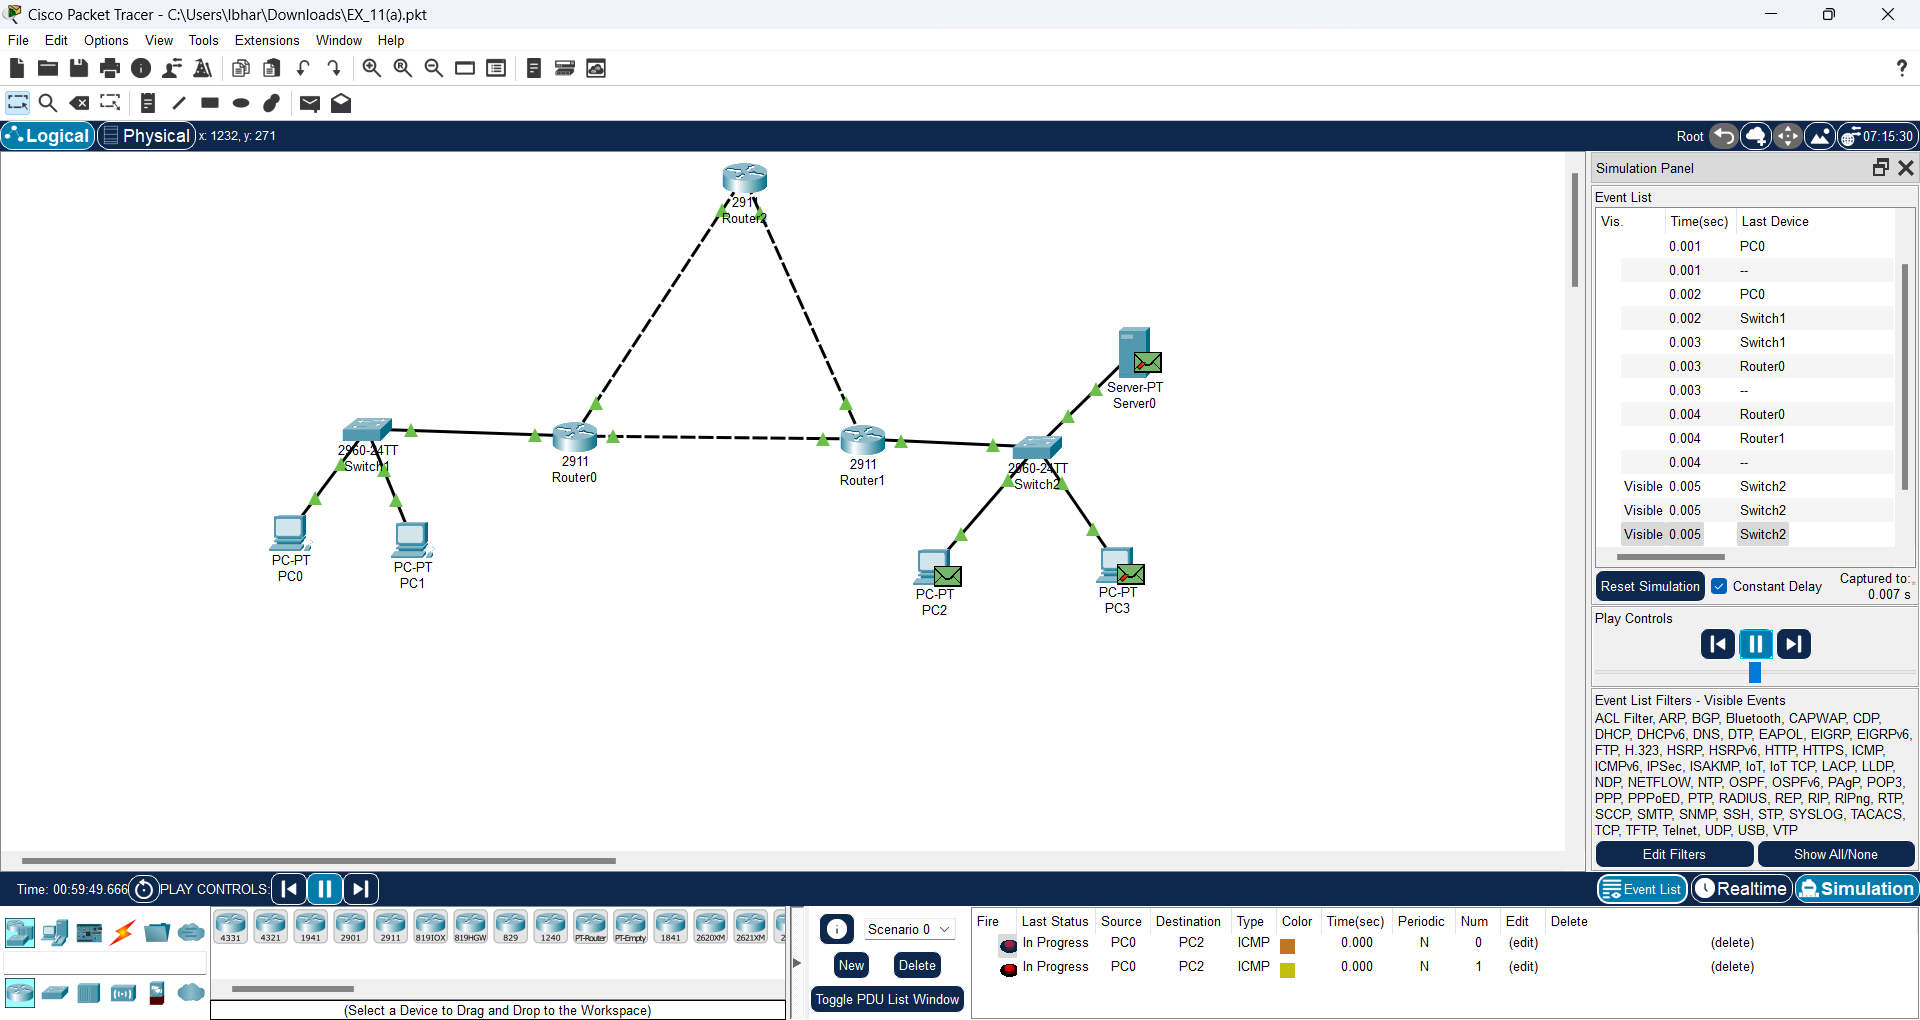 Cisco Packet Tracer - C:\Users\lbhar\Downloads\EX_11(a).pkt
File Edit Options View Tools Extensions Window Help
?
Logical Physical x: 1232, y: 271 Root 07:15:30
2911
Router2
Server-PT
Server0
2960-24TT
Switch1
2911
Router0
2911
Router1
2960-24TT
Switch2
PC-PT
PC0
PC-PT
PC1
PC-PT
PC2
PC-PT
PC3
Simulation Panel
Event List
Vis. Time(sec) Last Device
0.001 PC0
0.001 --
0.002 PC0
0.002 Switch1
0.003 Switch1
0.003 Router0
0.003 --
0.004 Router0
0.004 Router1
0.004 --
Visible 0.005 Switch2
Visible 0.005 Switch2
Visible 0.005 Switch2
Reset Simulation Constant Delay Captured to:
0.007 s
Play Controls
Event List Filters - Visible Events
ACL Filter, ARP, BGP, Bluetooth, CAPWAP, CDP,
DHCP, DHCPv6, DNS, DTP, EAPOL, EIGRP, EIGRPv6,
FTP, H.323, HSRP, HSRPv6, HTTP, HTTPS, ICMP,
ICMPv6, IPSec, ISAKMP, IoT, IoT TCP, LACP, LLDP,
NDP, NETFLOW, NTP, OSPF, OSPFv6, PAgP, POP3,
PPP, PPPoED, PTP, RADIUS, REP, RIP, RIPng, RTP,
SCCP, SMTP, SNMP, SSH, STP, SYSLOG, TACACS,
TCP, TFTP, Telnet, UDP, USB, VTP
Edit Filters Show All/None
Time: 00:59:49.666 PLAY CONTROLS: Event List Realtime Simulation
4331 4321 1941 2901 2911 819IOX 819HGW 829 1240 PT-Router PT-Empty 1841 2620XM 2621XM 2
(Select a Device to Drag and Drop to the Workspace)
Scenario 0
New Delete
Toggle PDU List Window
Fire Last Status Source Destination Type Color Time(sec) Periodic Num Edit Delete
In Progress PC0 PC2 ICMP 0.000 N 0 (edit) (delete)
In Progress PC0 PC2 ICMP 0.000 N 1 (edit) (delete)